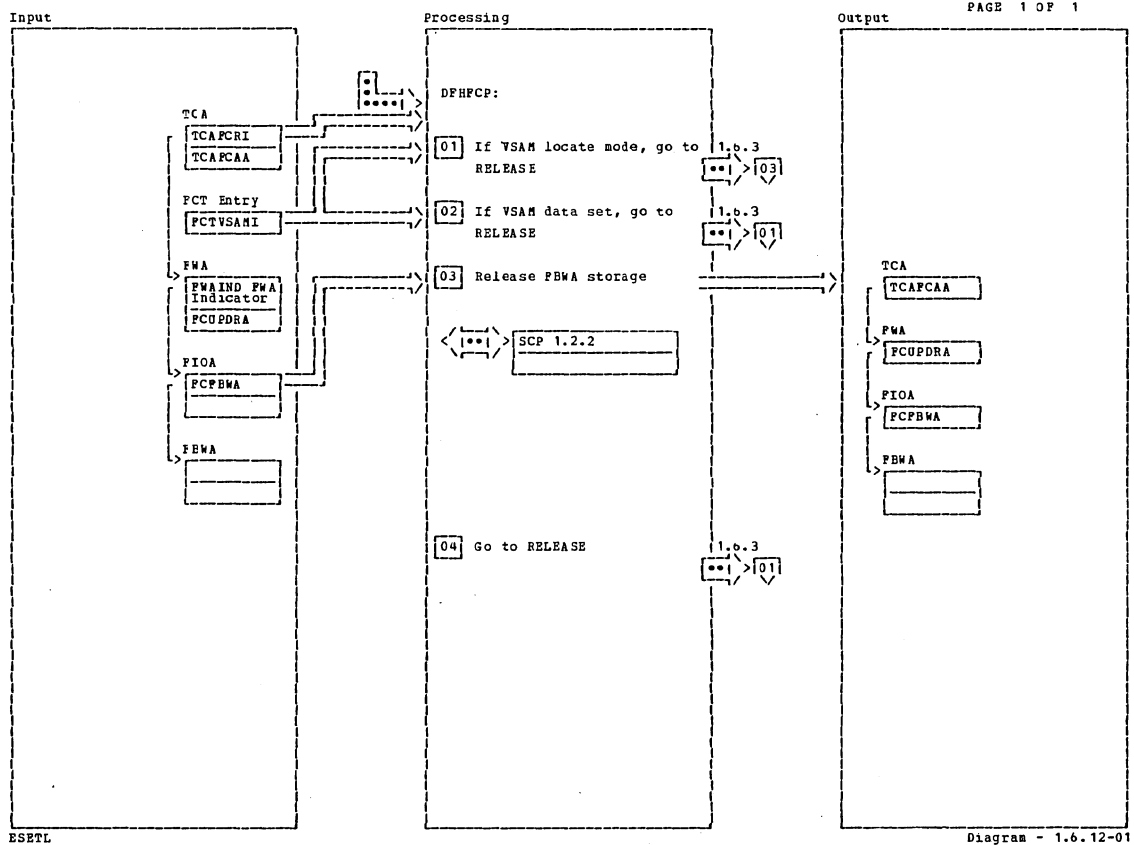 PAGE 1 OF 1
Input
Processing
Output
DFHFCP:
TCA
TCAFCRI
TCAFCAA
01 If VSAM locate mode, go to
RELEASE
1.6.3
03
FCT Entry
FCTVSAMI
02 If VSAM data set, go to
RELEASE
1.6.3
01
FWA
FWAIND FWA
Indicator
FCUPDRA
03 Release FBWA storage
TCA
TCAFCAA
SCP 1.2.2
FWA
FCUPDRA
FIOA
FCFBWA
FIOA
FCFBWA
FBWA
FBWA
04 Go to RELEASE
1.6.3
01
ESETL
Diagram - 1.6.12-01